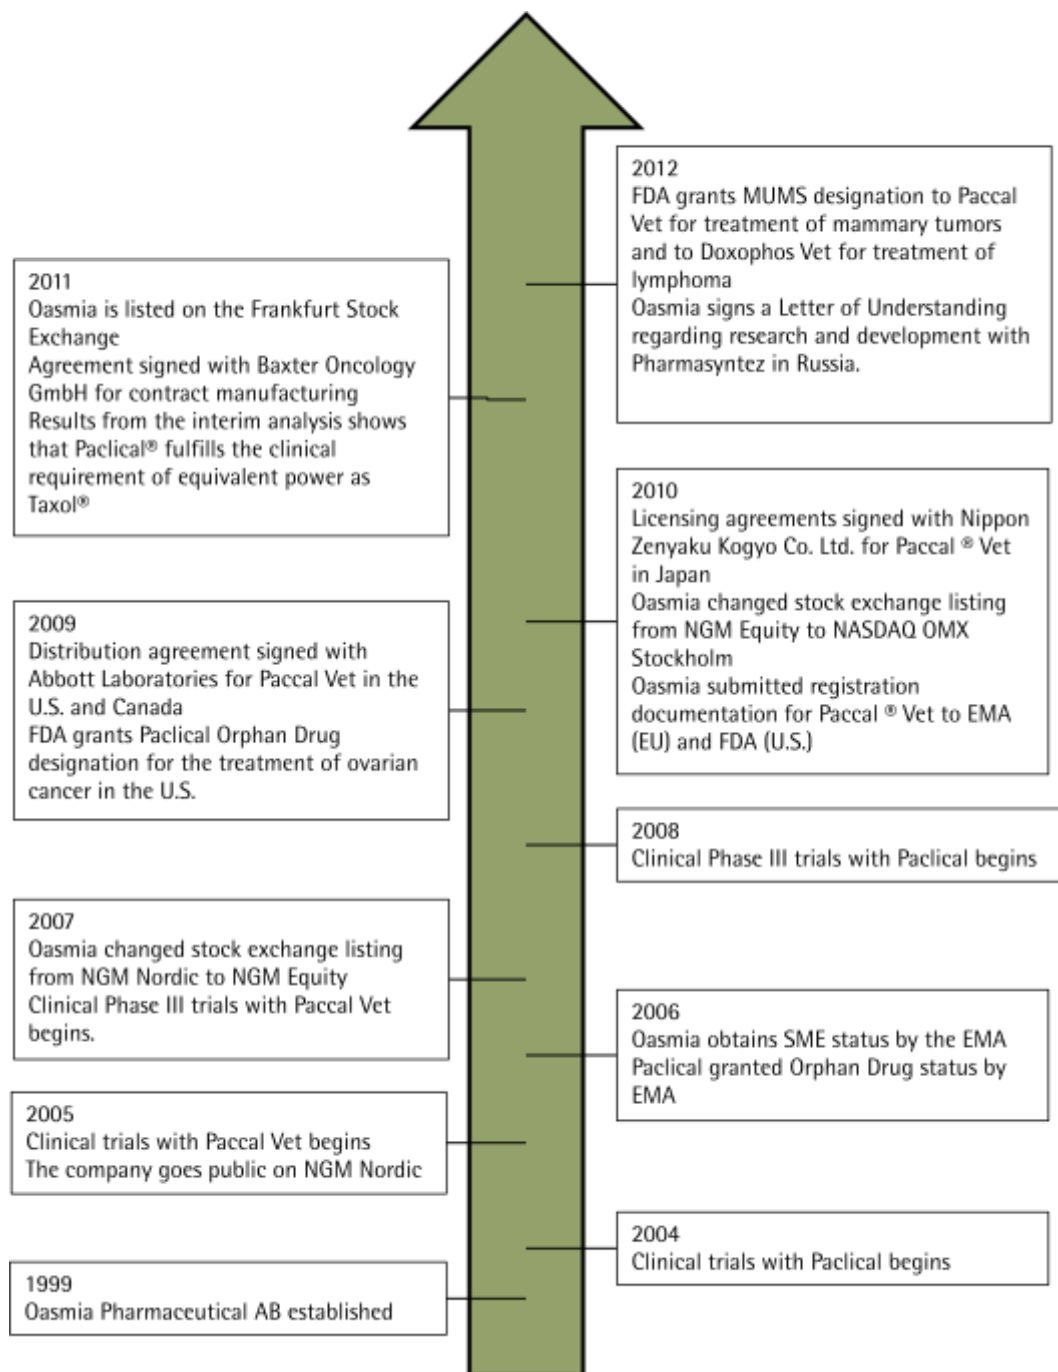 2012
FDA grants MUMS designation to Paccal
Vet for treatment of mammary tumors
and to Doxophos Vet for treatment of
lymphoma
Oasmia signs a Letter of Understanding
regarding research and development with
Pharmasyntez in Russia.
2011
Oasmia is listed on the Frankfurt Stock
Exchange
Agreement signed with Baxter Oncology
GmbH for contract manufacturing
Results from the interim analysis shows
that Paclical® fulfills the clinical
requirement of equivalent power as
Taxol®
2010
Licensing agreements signed with Nippon
Zenyaku Kogyo Co. Ltd. for Paccal ® Vet
in Japan
Oasmia changed stock exchange listing
from NGM Equity to NASDAQ OMX
Stockholm
Oasmia submitted registration
documentation for Paccal ® Vet to EMA
(EU) and FDA (U.S.)
2009
Distribution agreement signed with
Abbott Laboratories for Paccal Vet in the
U.S. and Canada
FDA grants Paclical Orphan Drug
designation for the treatment of ovarian
cancer in the U.S.
2008
Clinical Phase III trials with Paclical begins
2007
Oasmia changed stock exchange listing
from NGM Nordic to NGM Equity
Clinical Phase III trials with Paccal Vet
begins.
2006
Oasmia obtains SME status by the EMA
Paclical granted Orphan Drug status by
EMA
2005
Clinical trials with Paccal Vet begins
The company goes public on NGM Nordic
2004
Clinical trials with Paclical begins
1999
Oasmia Pharmaceutical AB established